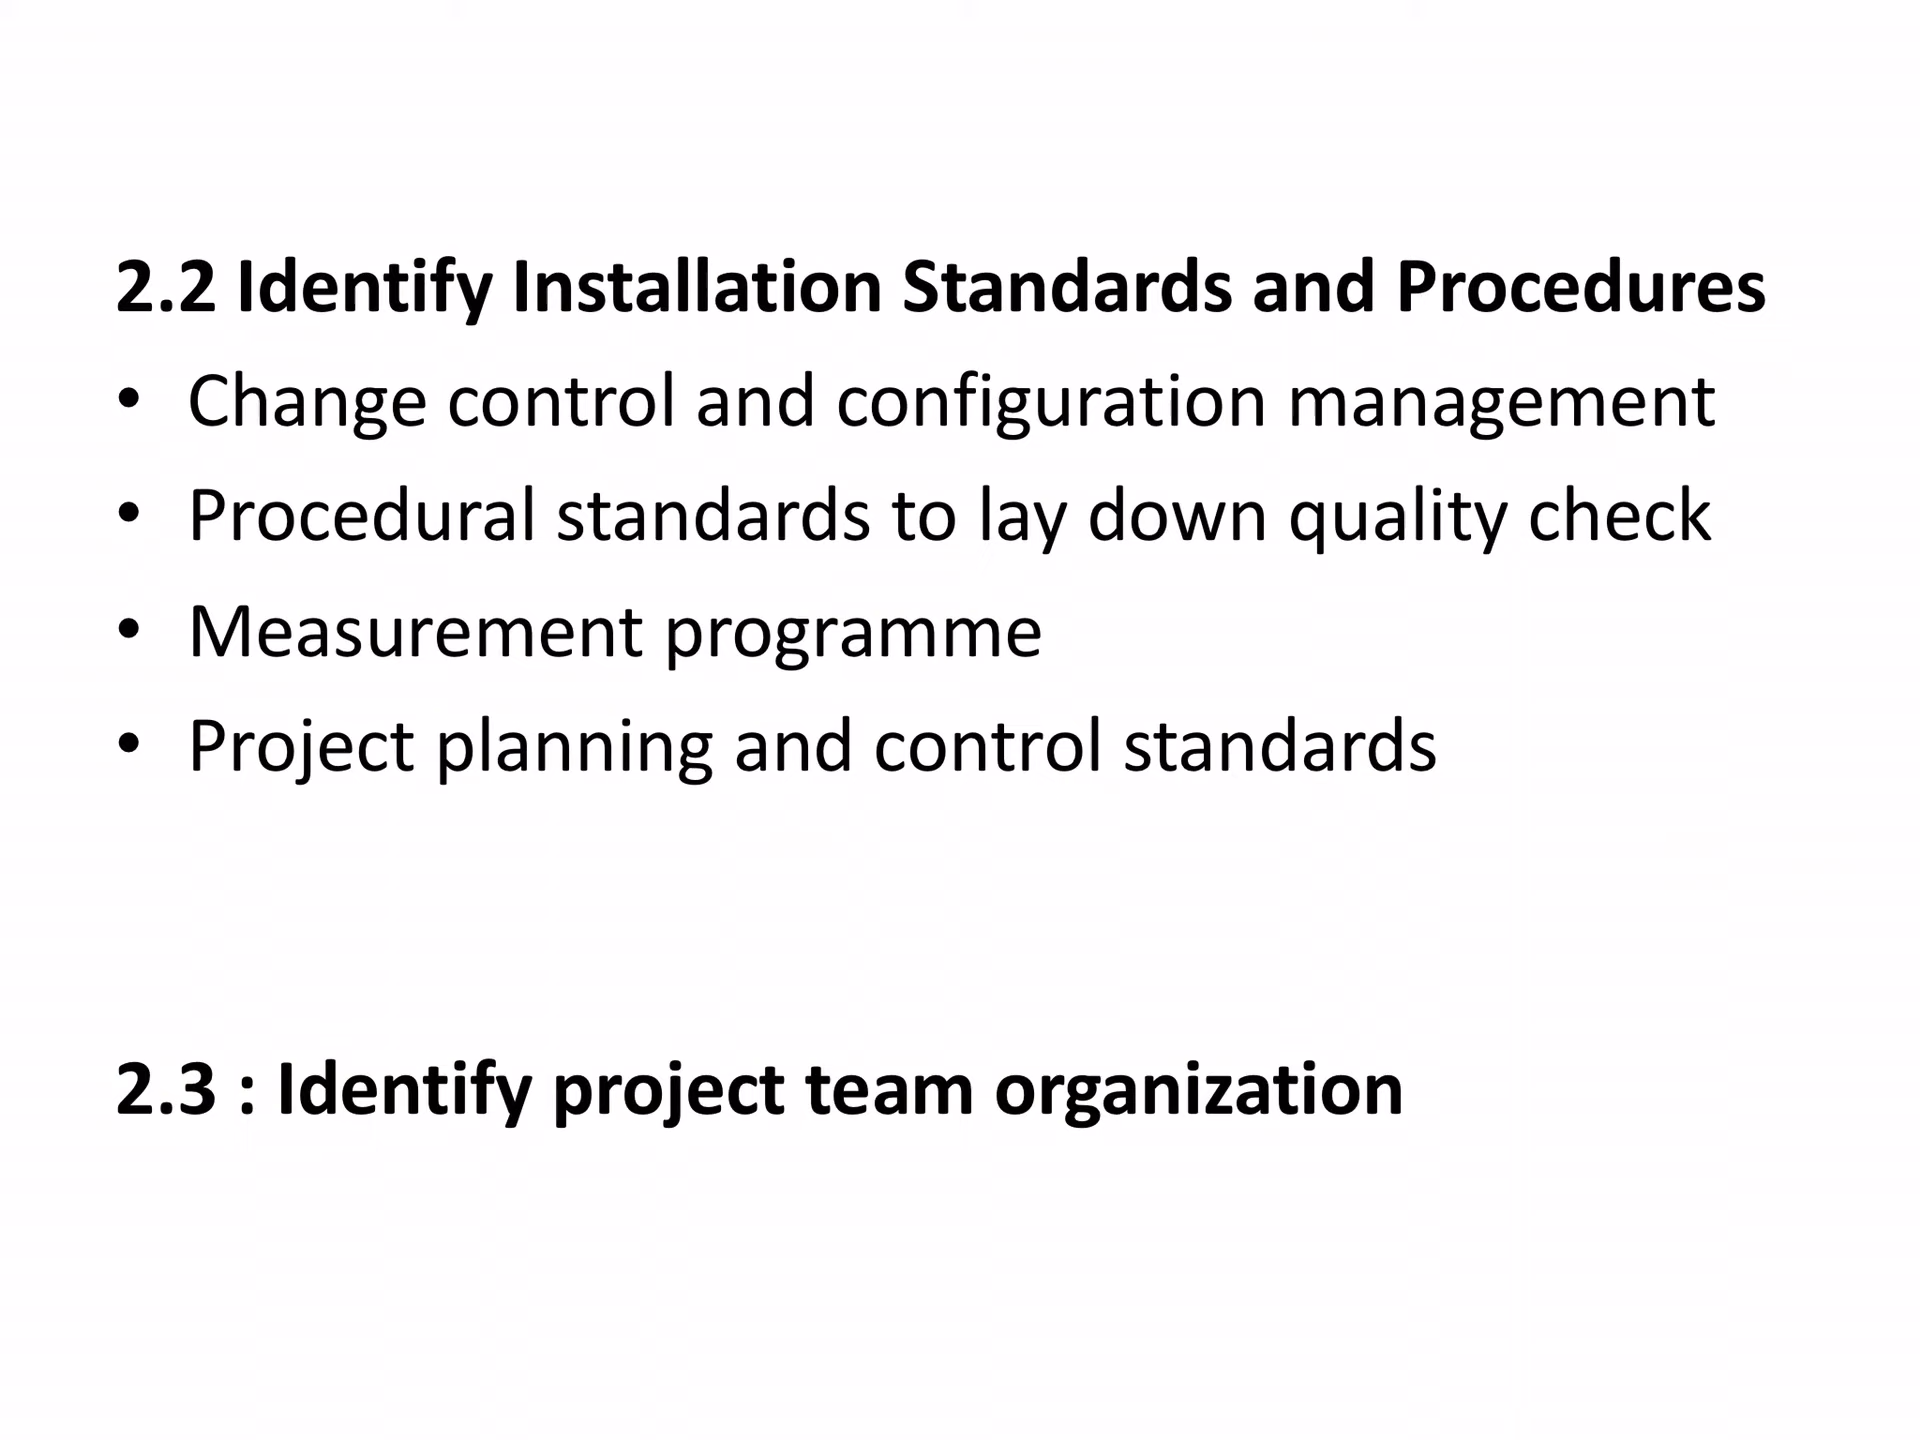 2.2 Identify Installation Standards and Procedures
• Change control and configuration management
• Procedural standards to lay down quality check
• Measurement programme
• Project planning and control standards
2.3 : Identify project team organization